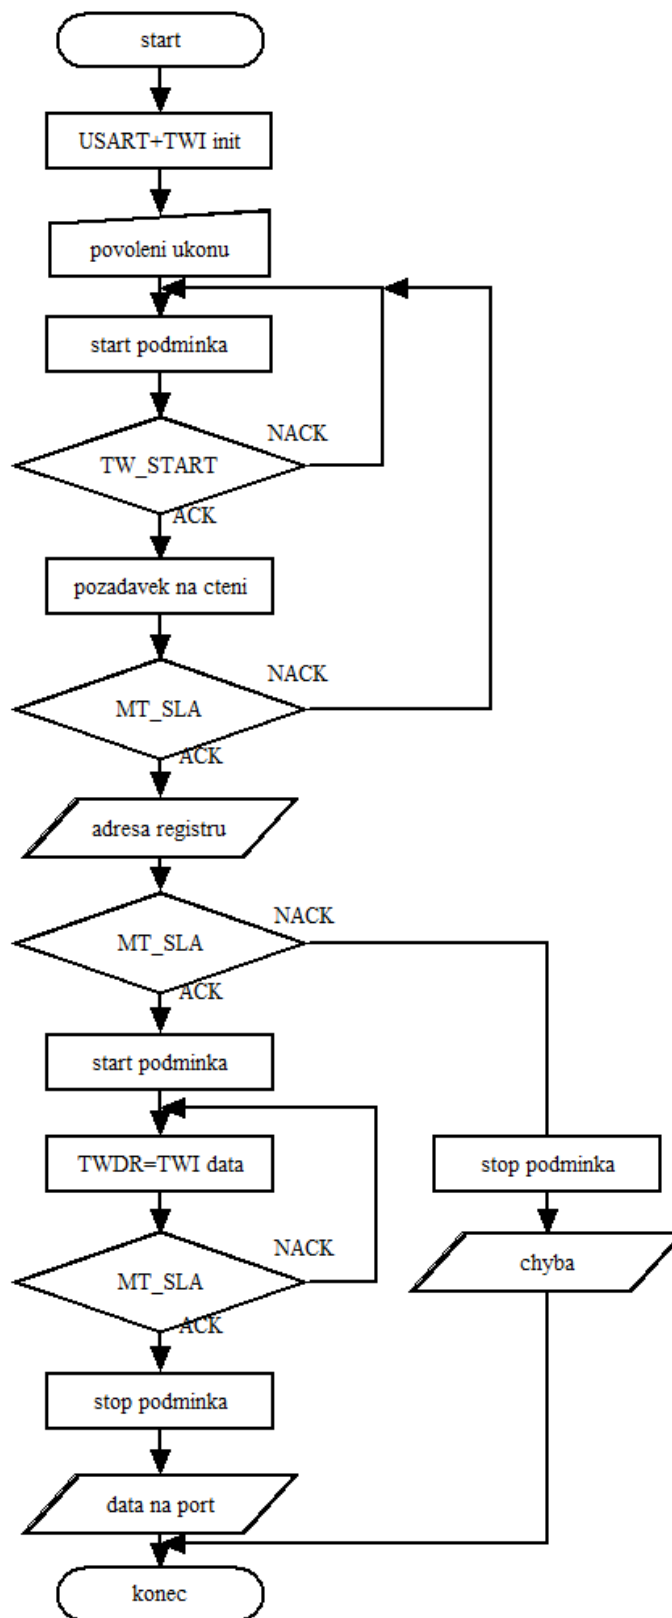 start
USART+TWI init
povoleni ukonu
start podminka
NACK
TW_START
ACK
pozadavek na cteni
NACK
MT_SLA
ACK
adresa registru
NACK
MT_SLA
ACK
start podminka
TWDR=TWI data
stop podminka
NACK
chyba
MT_SLA
ACK
stop podminka
data na port
konec